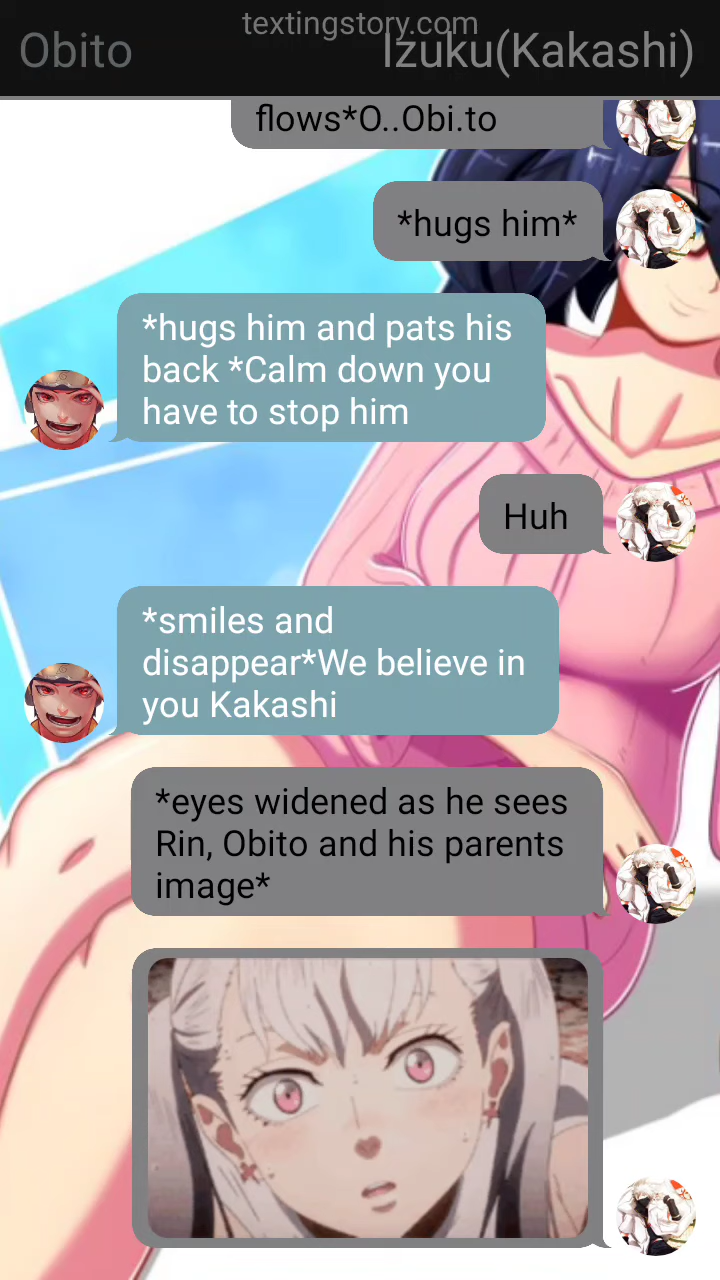 textingstory.com
Obito
Izuku(Kakashi)
flows*O..Obi.to
*hugs him*
*hugs him and pats his
back *Calm down you
have to stop him
Huh
*smiles and
disappear*We believe in
you Kakashi
*eyes widened as he sees
Rin, Obito and his parents
image*